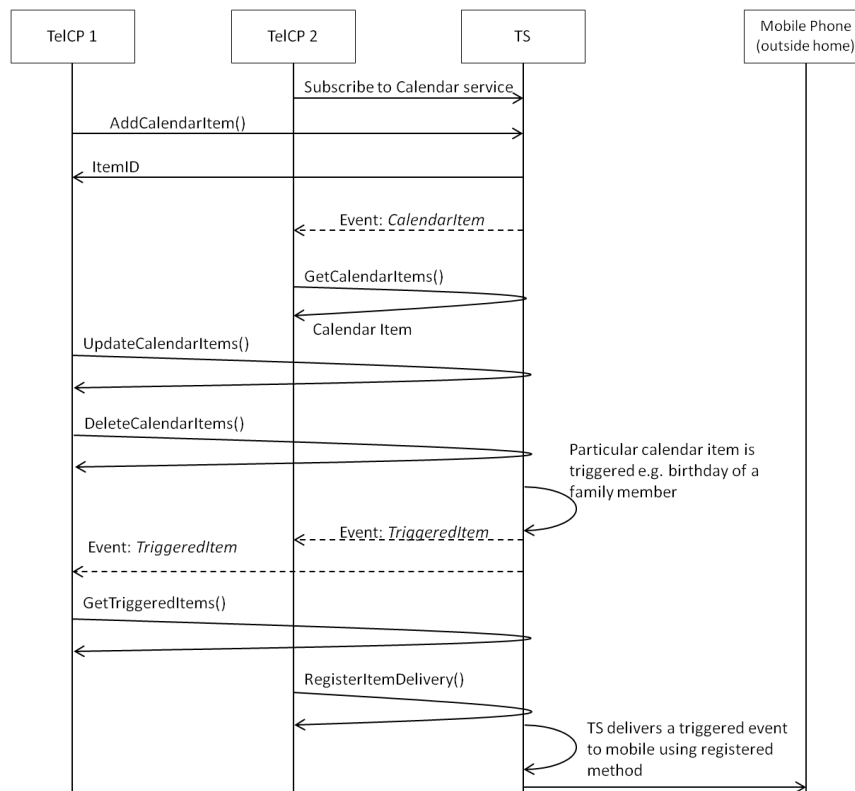 TelCP 1
TelCP 2
TS
Mobile Phone
(outside home)
Subscribe to Calendar service
AddCalendarItem()
ItemID
Event: CalendarItem
GetCalendarItems()
Calendar Item
UpdateCalendarItems()
DeleteCalendarItems()
Particular calendar item is
triggered e.g. birthday of a
family member
Event: TriggeredItem
Event: TriggeredItem
GetTriggeredItems()
RegisterItemDelivery()
TS delivers a triggered event
to mobile using registered
method